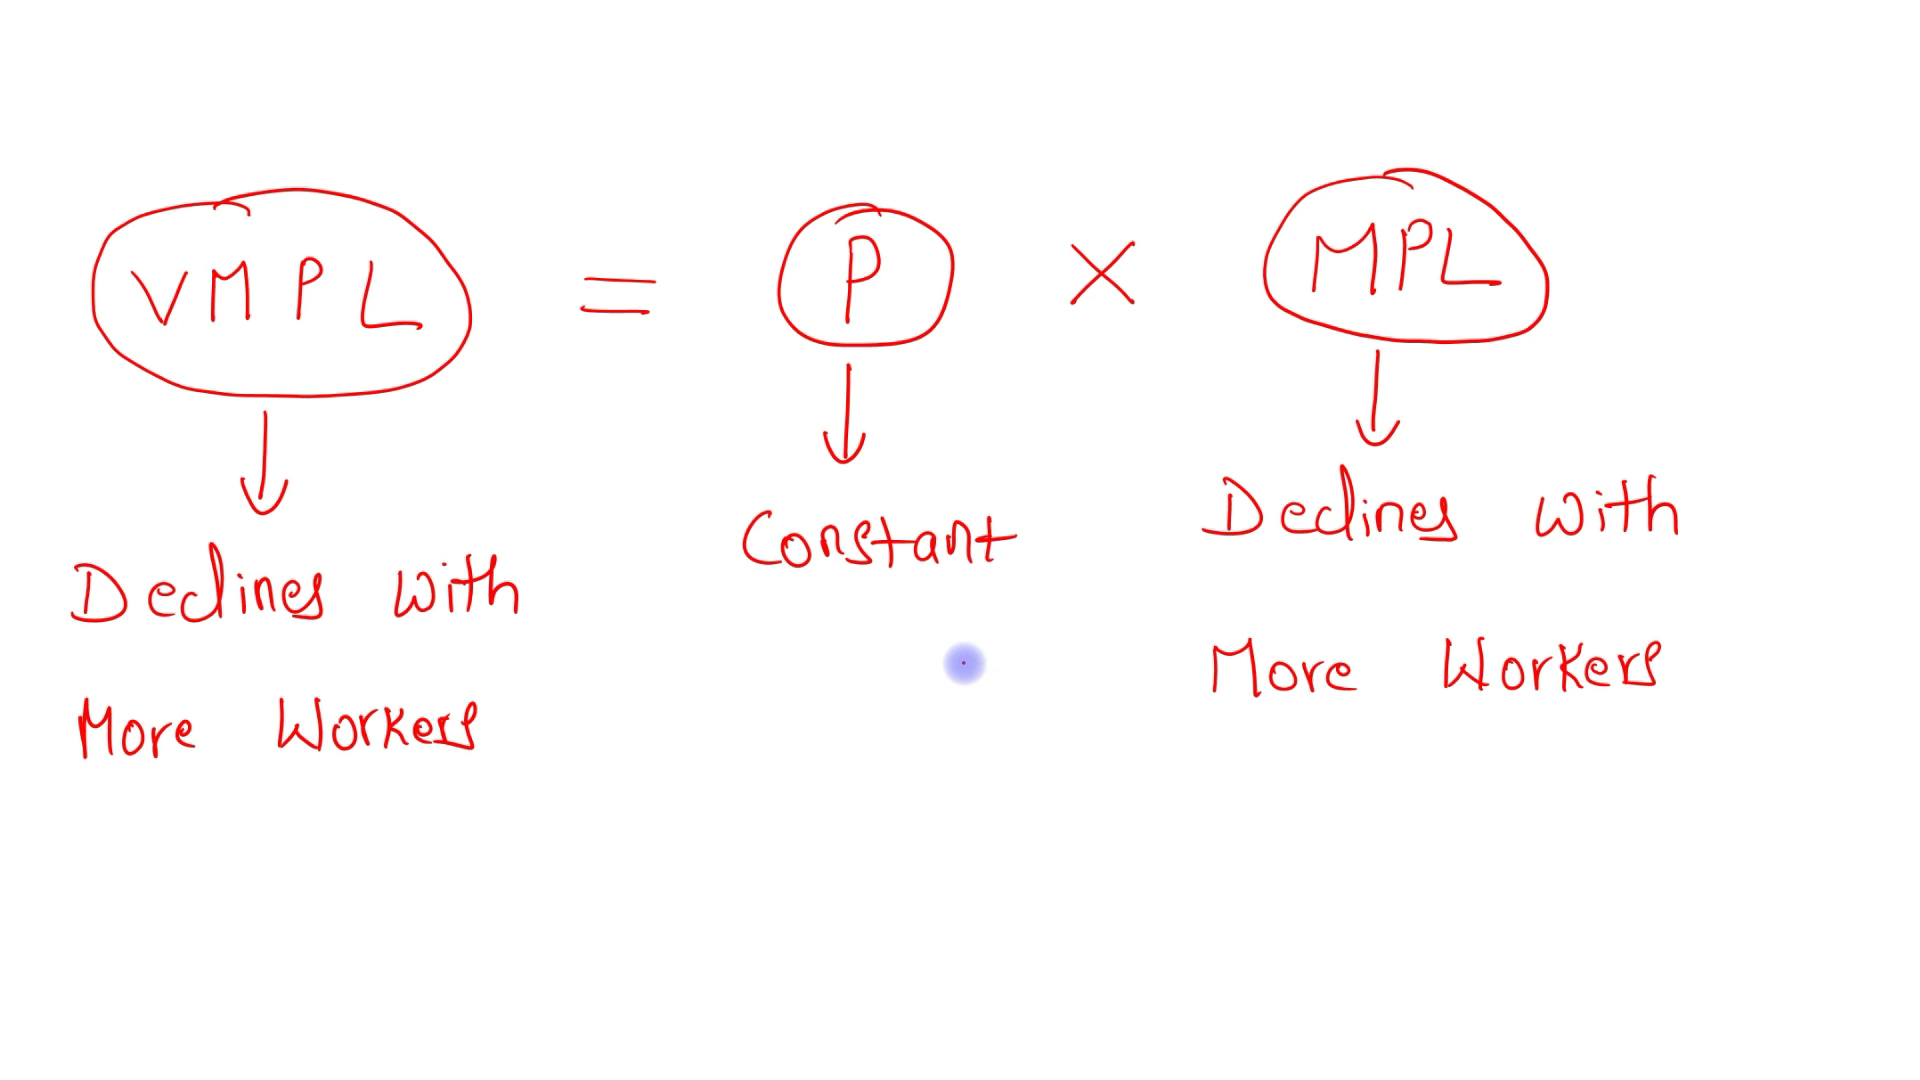 VMPL = P × MPL
Declines with
More Workers
Constant
Declines with
More Workers